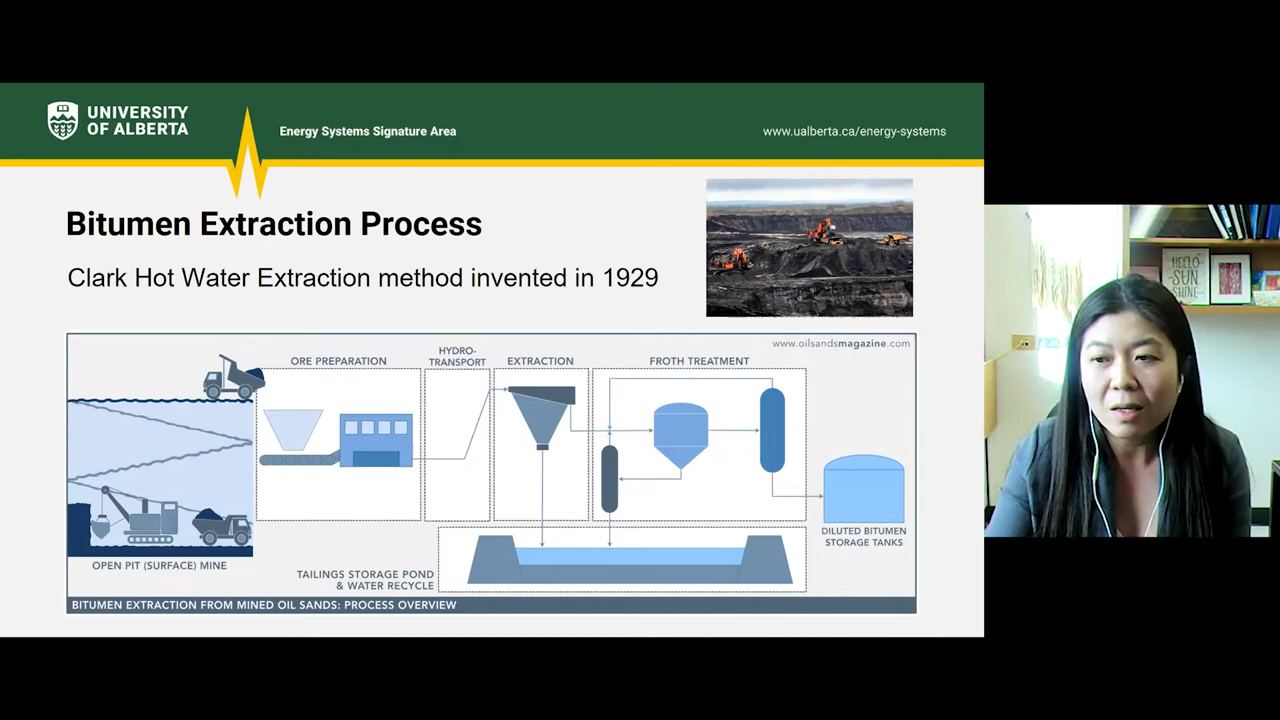 UNIVERSITY
OF ALBERTA
Energy Systems Signature Area
www.ualberta.ca/energy-systems
Bitumen Extraction Process
Clark Hot Water Extraction method invented in 1929
www.oilsandsmagazine.com
ORE PREPARATION
HYDRO-
TRANSPORT
EXTRACTION
FROTH TREATMENT
DILUTED BITUMEN
STORAGE TANKS
OPEN PIT (SURFACE) MINE
TAILINGS STORAGE POND
& WATER RECYCLE
BITUMEN EXTRACTION FROM MINED OIL SANDS: PROCESS OVERVIEW
HELLO
SUN
SHINE